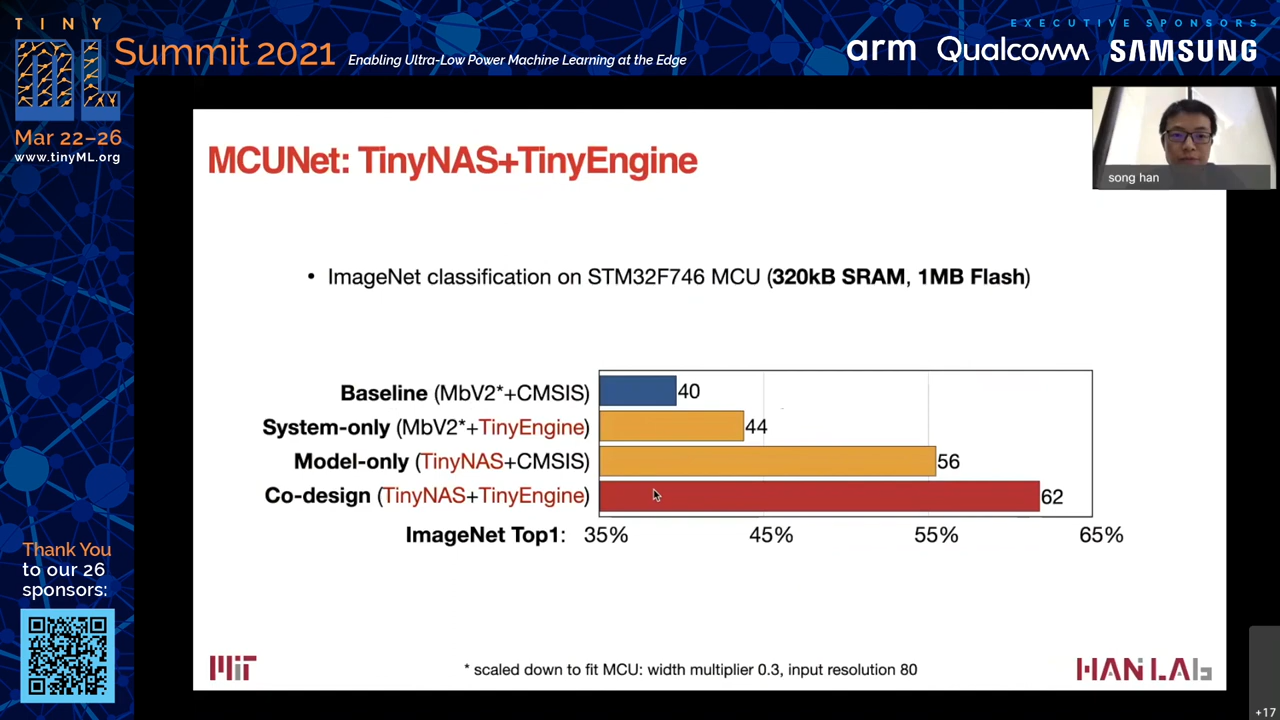 TINY
ML
Summit 2021
Enabling Ultra-Low Power Machine Learning at the Edge
EXECUTIVE SPONSORS
arm Qualcomm SAMSUNG
Mar 22–26
www.tinyML.org
song han
MCUNet: TinyNAS+TinyEngine
• ImageNet classification on STM32F746 MCU (320kB SRAM, 1MB Flash)
Baseline (MbV2*+CMSIS) 40
System-only (MbV2*+TinyEngine) 44
Model-only (TinyNAS+CMSIS) 56
Co-design (TinyNAS+TinyEngine) 62
ImageNet Top1: 35% 45% 55% 65%
Thank You
to our 26
sponsors:
MIT
* scaled down to fit MCU: width multiplier 0.3, input resolution 80
HAN LAb
+17